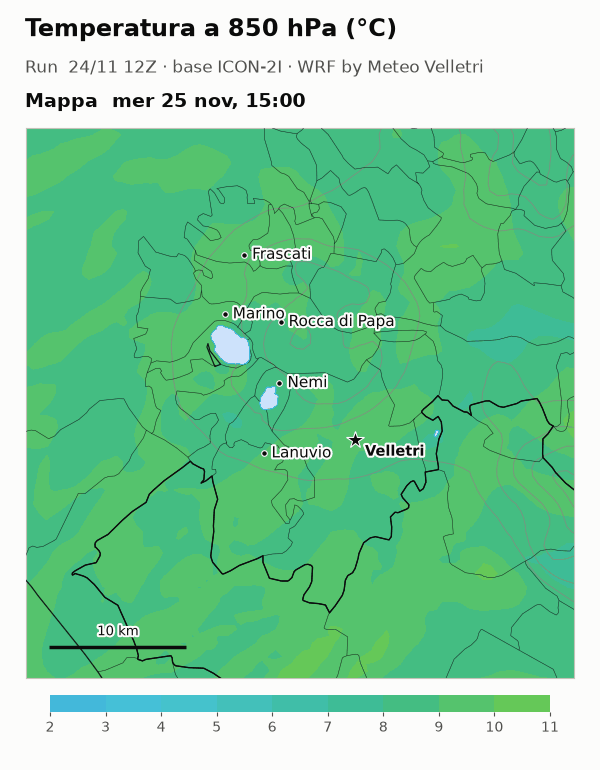 Temperatura a 850 hPa (°C)
Run  24/11 12Z · base ICON-2I · WRF by Meteo Velletri
Mappa  mer 25 nov, 15:00
Frascati
Marino
Rocca di Papa
Nemi
Velletri
Lanuvio
10 km
2 3 4 5 6 7 8 9 10 11